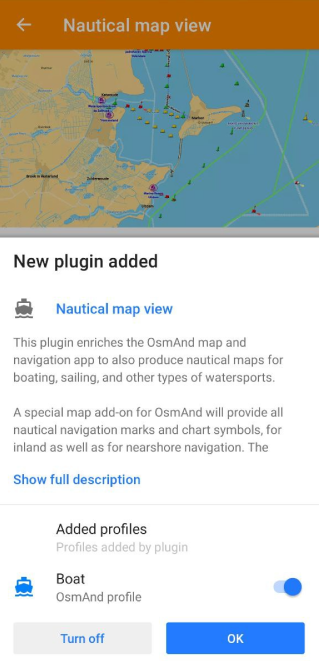 Nautical map view
New plugin added
Nautical map view
This plugin enriches the OsmAnd map and
navigation app to also produce nautical maps for
boating, sailing, and other types of watersports.
A special map add-on for OsmAnd will provide all
nautical navigation marks and chart symbols, for
inland as well as for nearshore navigation. The
Show full description
Added profiles
Profiles added by plugin
Boat
OsmAnd profile
Turn off
OK